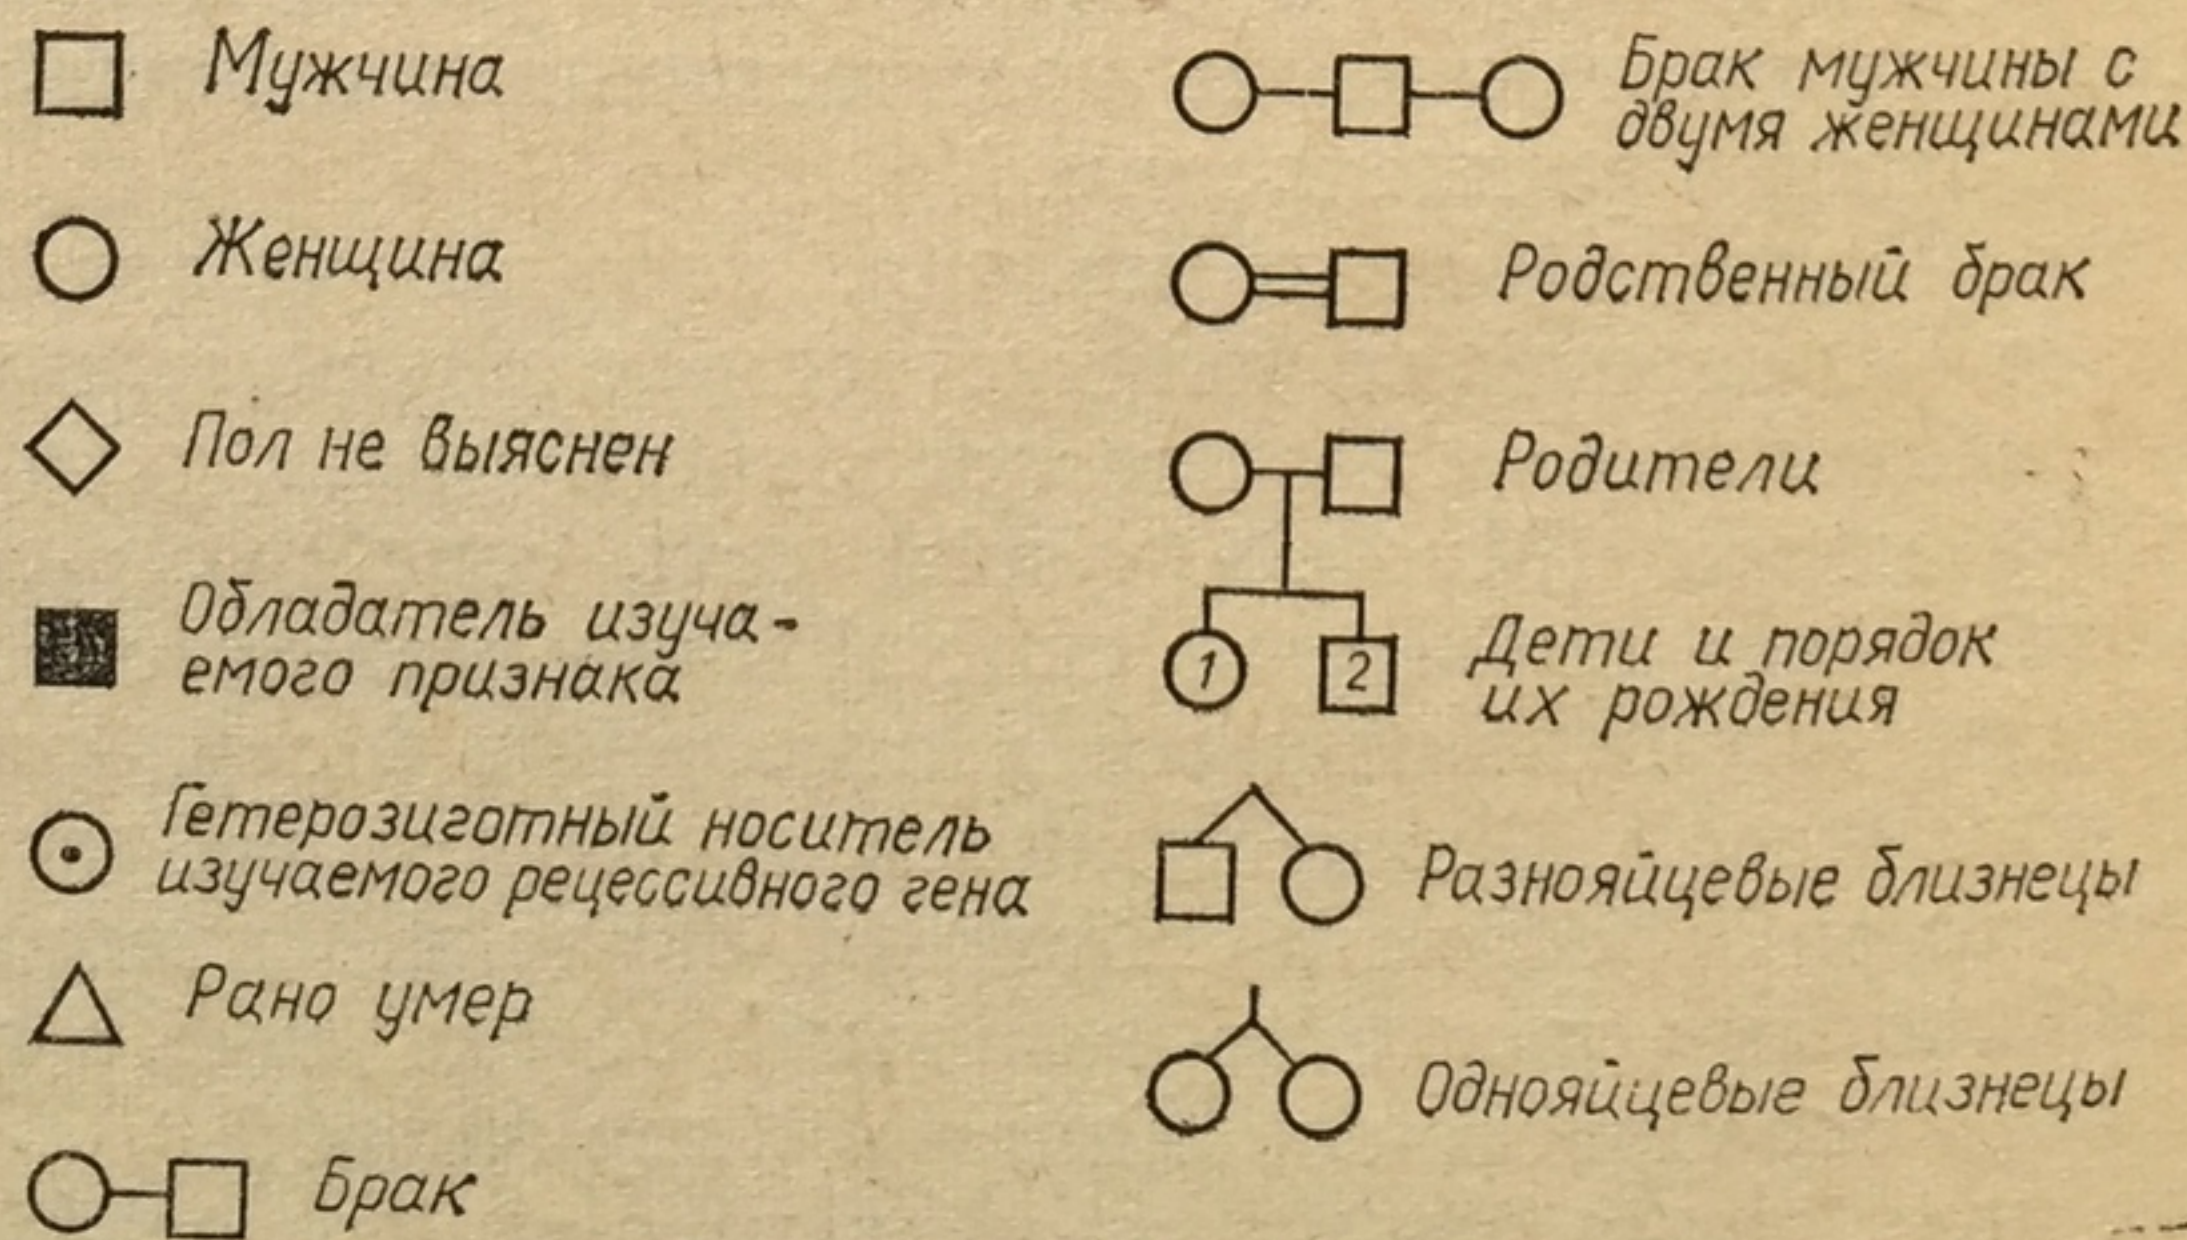 Мужчина
Женщина
Пол не выяснен
Обладатель изуча-
емого признака
Гетерозиготный носитель
изучаемого рецессивного гена
Рано умер
Брак
Брак мужчины с
двумя женщинами
Родственный брак
Родители
1 2
Дети и порядок
их рождения
Разнояйцевые близнецы
Однояйцевые близнецы